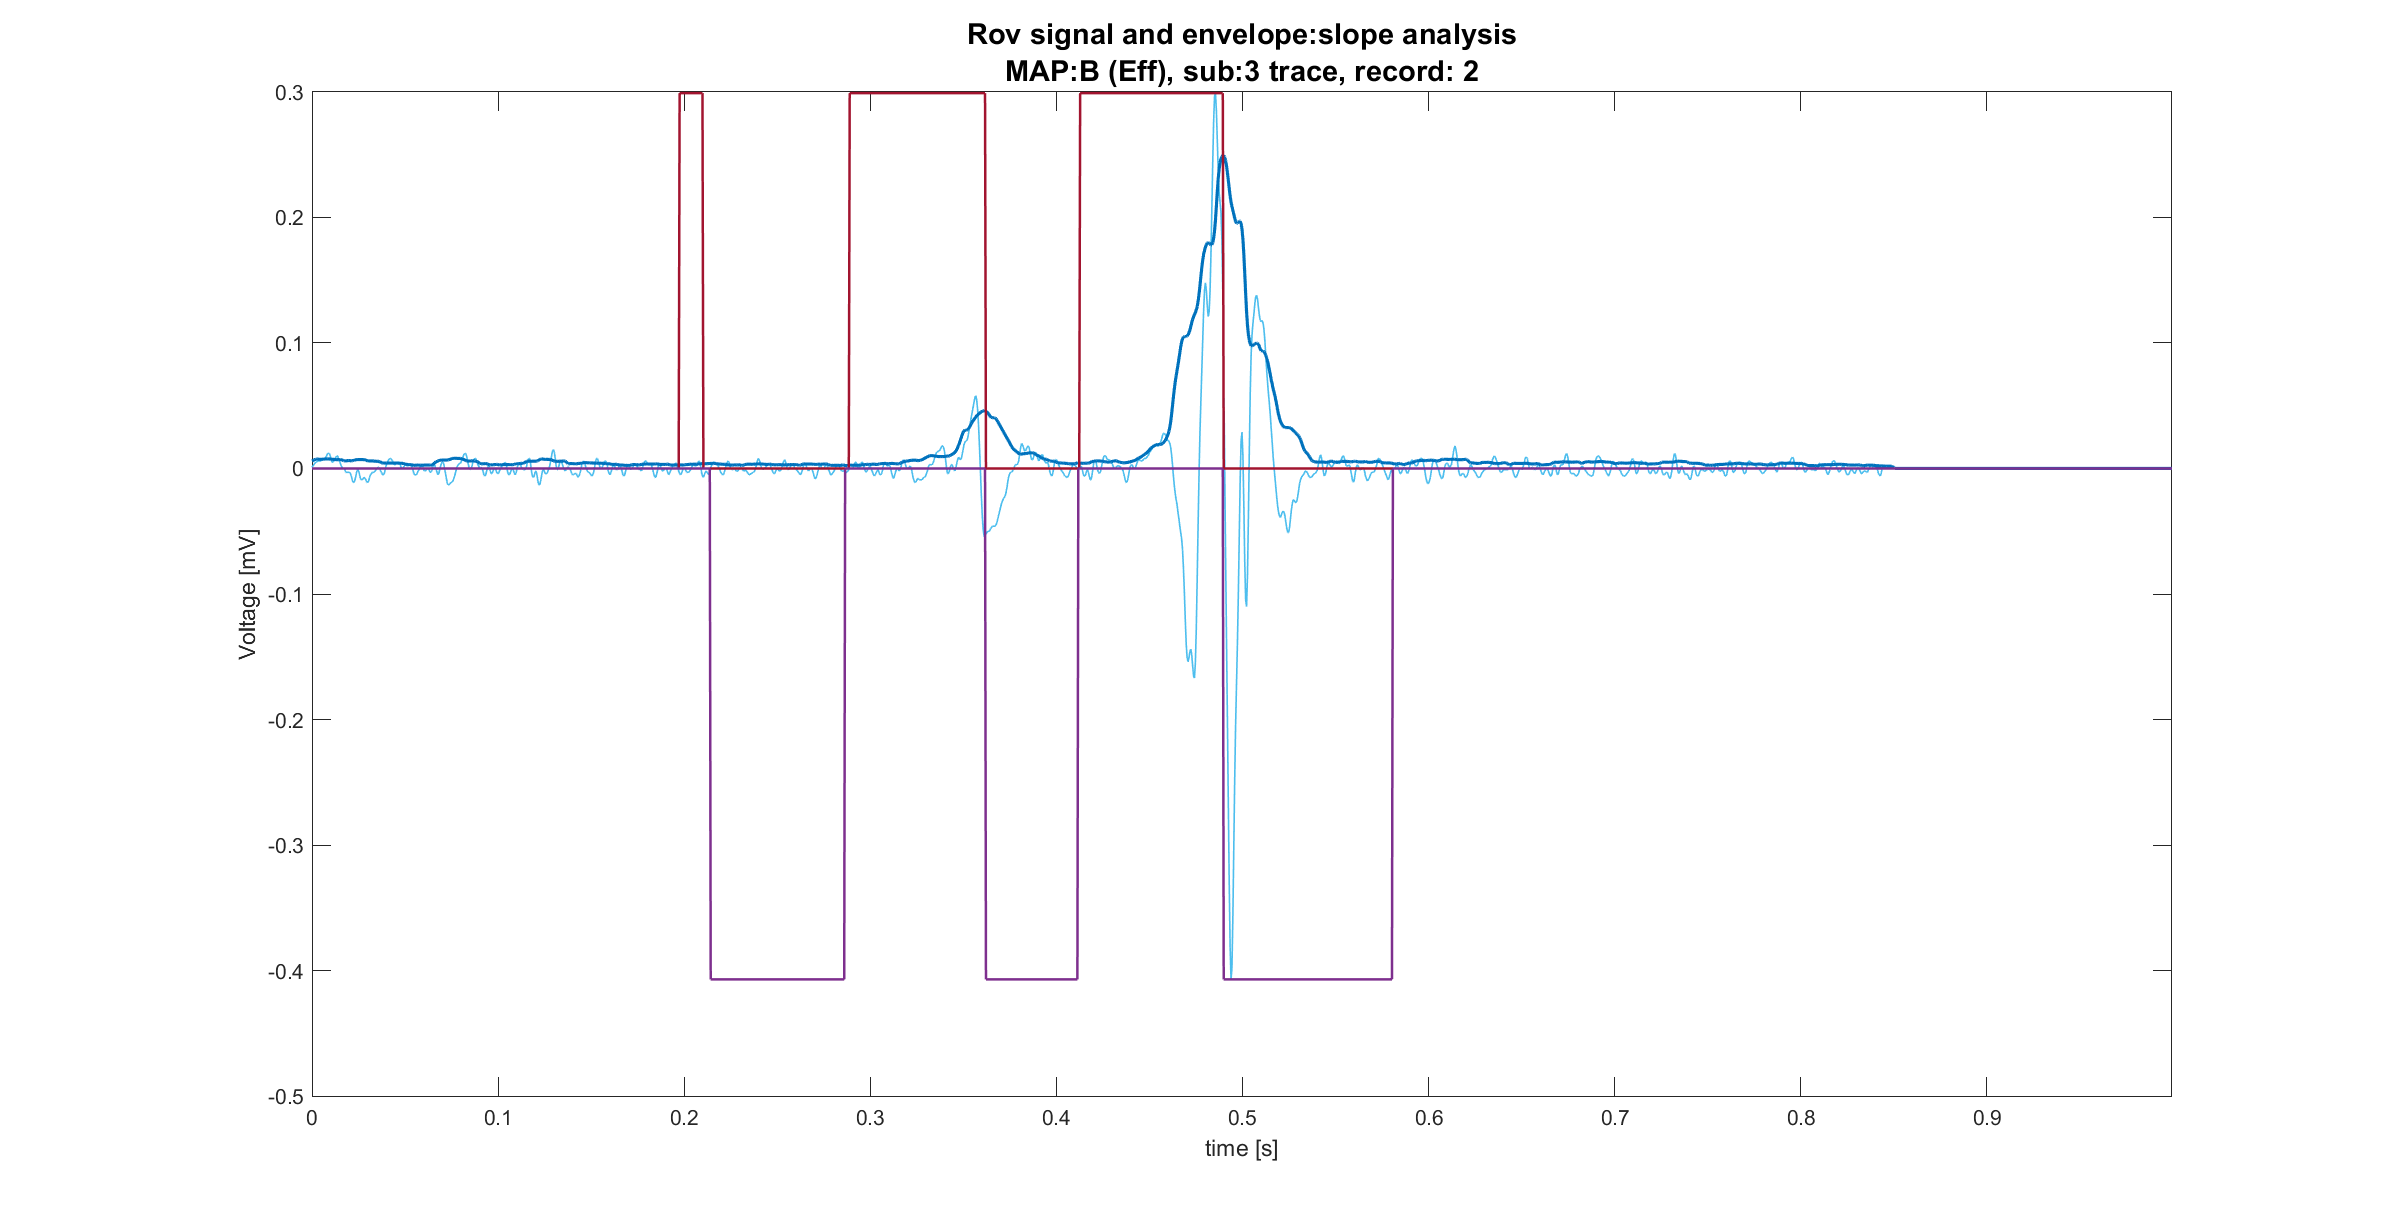 Rov signal and envelope:slope analysis
MAP:B (Eff), sub:3 trace, record: 2
0.3
0.2
0.1
0
-0.1
-0.2
-0.3
-0.4
-0.5
Voltage [mV]
0 0.1 0.2 0.3 0.4 0.5 0.6 0.7 0.8 0.9
time [s]